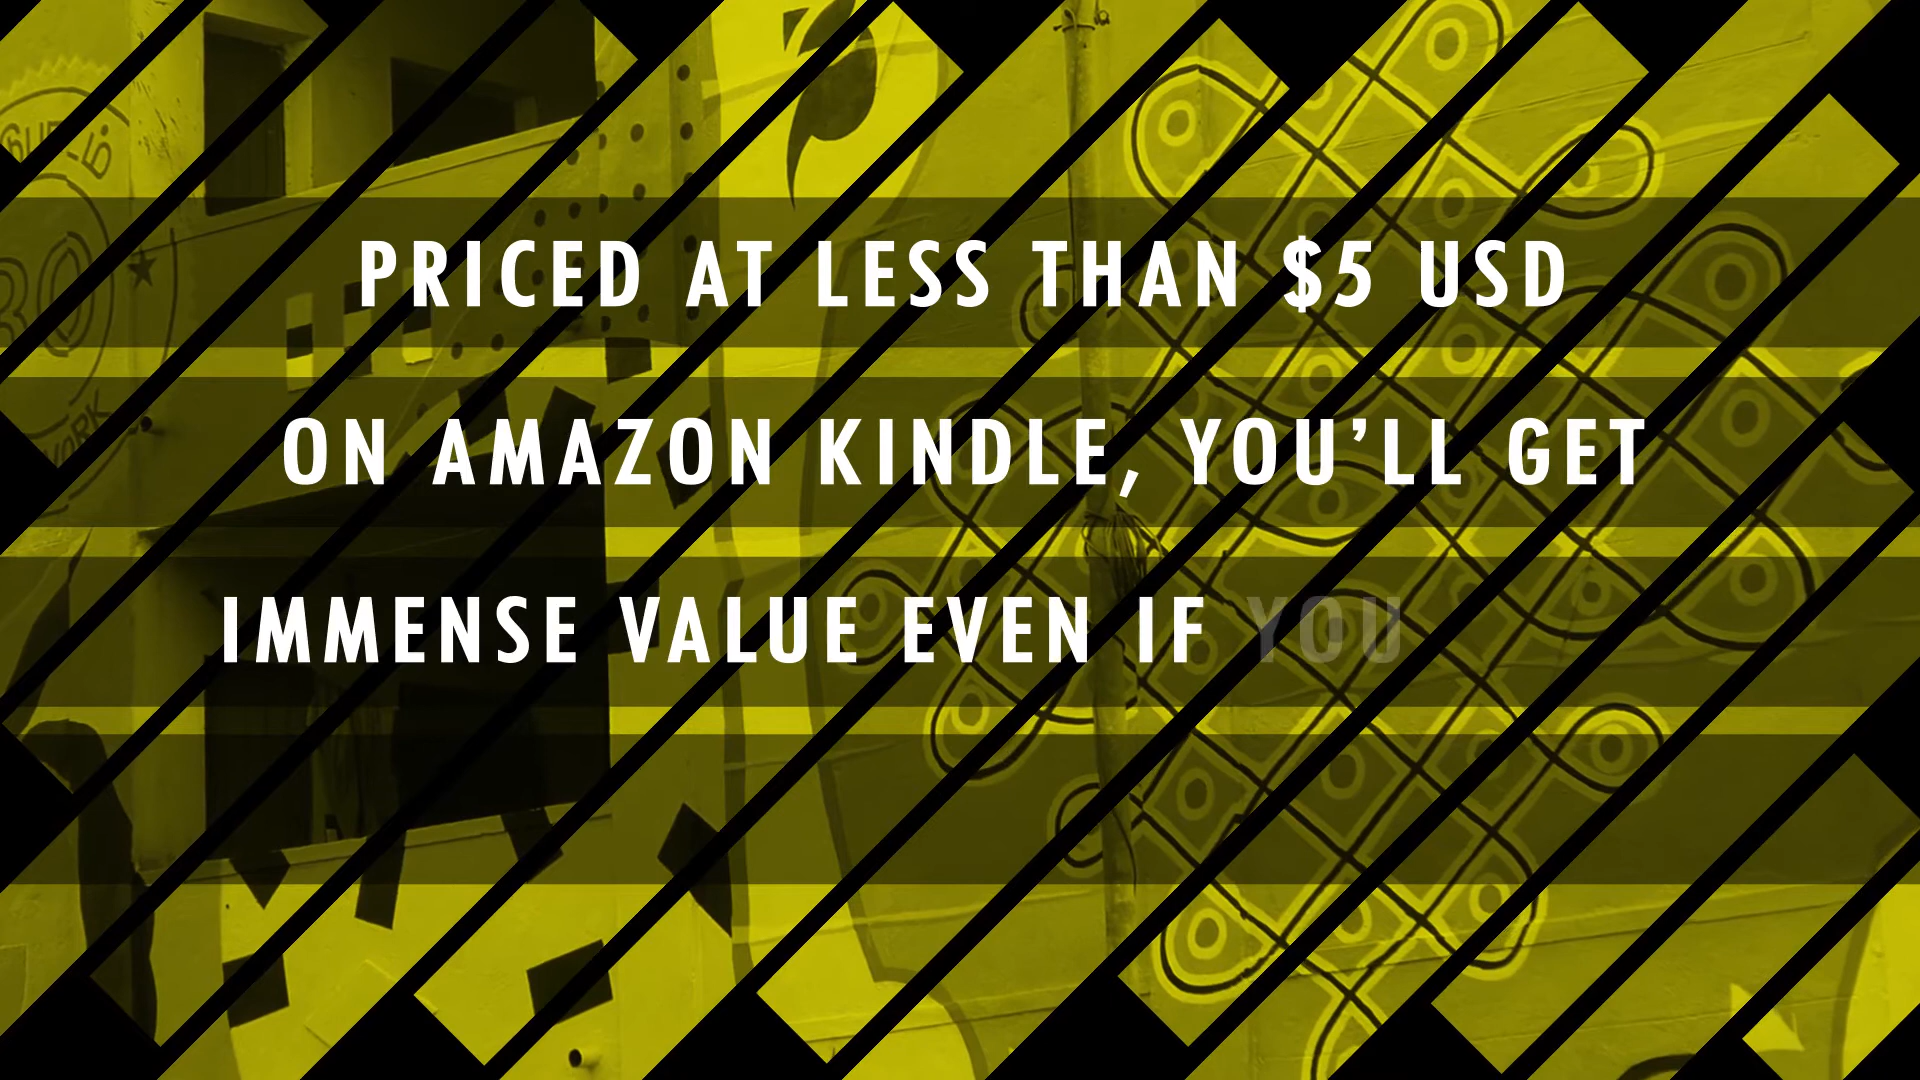 PRICED AT LESS THAN $5 USD
ON AMAZON KINDLE, YOU’LL GET
IMMENSE VALUE EVEN IF YOU